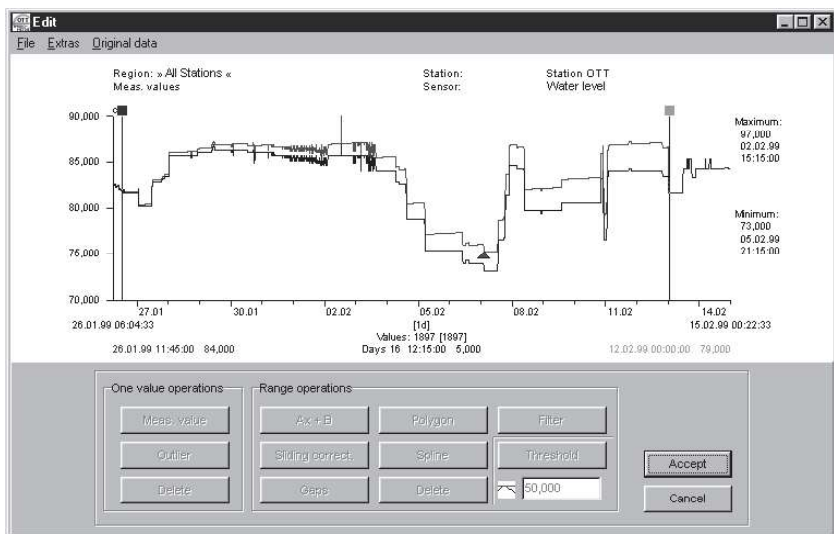 Edit
File Extras Original data
Region: » All Stations « Station: Station OTT
Meas. values Sensor: Water level
90,000
85,000
80,000
75,000
70,000
Maximum:
97,000
02.02.99
15:15:00
Minimum:
73,000
05.02.99
21:15:00
27.01 30.01 02.02 05.02 08.02 11.02 14.02
26.01.99 06:04:33 [1d] 15.02.99 00:22:33
Values: 1897 [1897]
26.01.99 11:45:00 84,000 Days 16 12:15:00 5,000 12.02.99 00:00:00 79,000
One value operations Range operations
Meas. value Ax + B Polygon Filter
Outlier Sliding correct. Spline Threshold
Delete Gaps Delete 50,000
Accept
Cancel